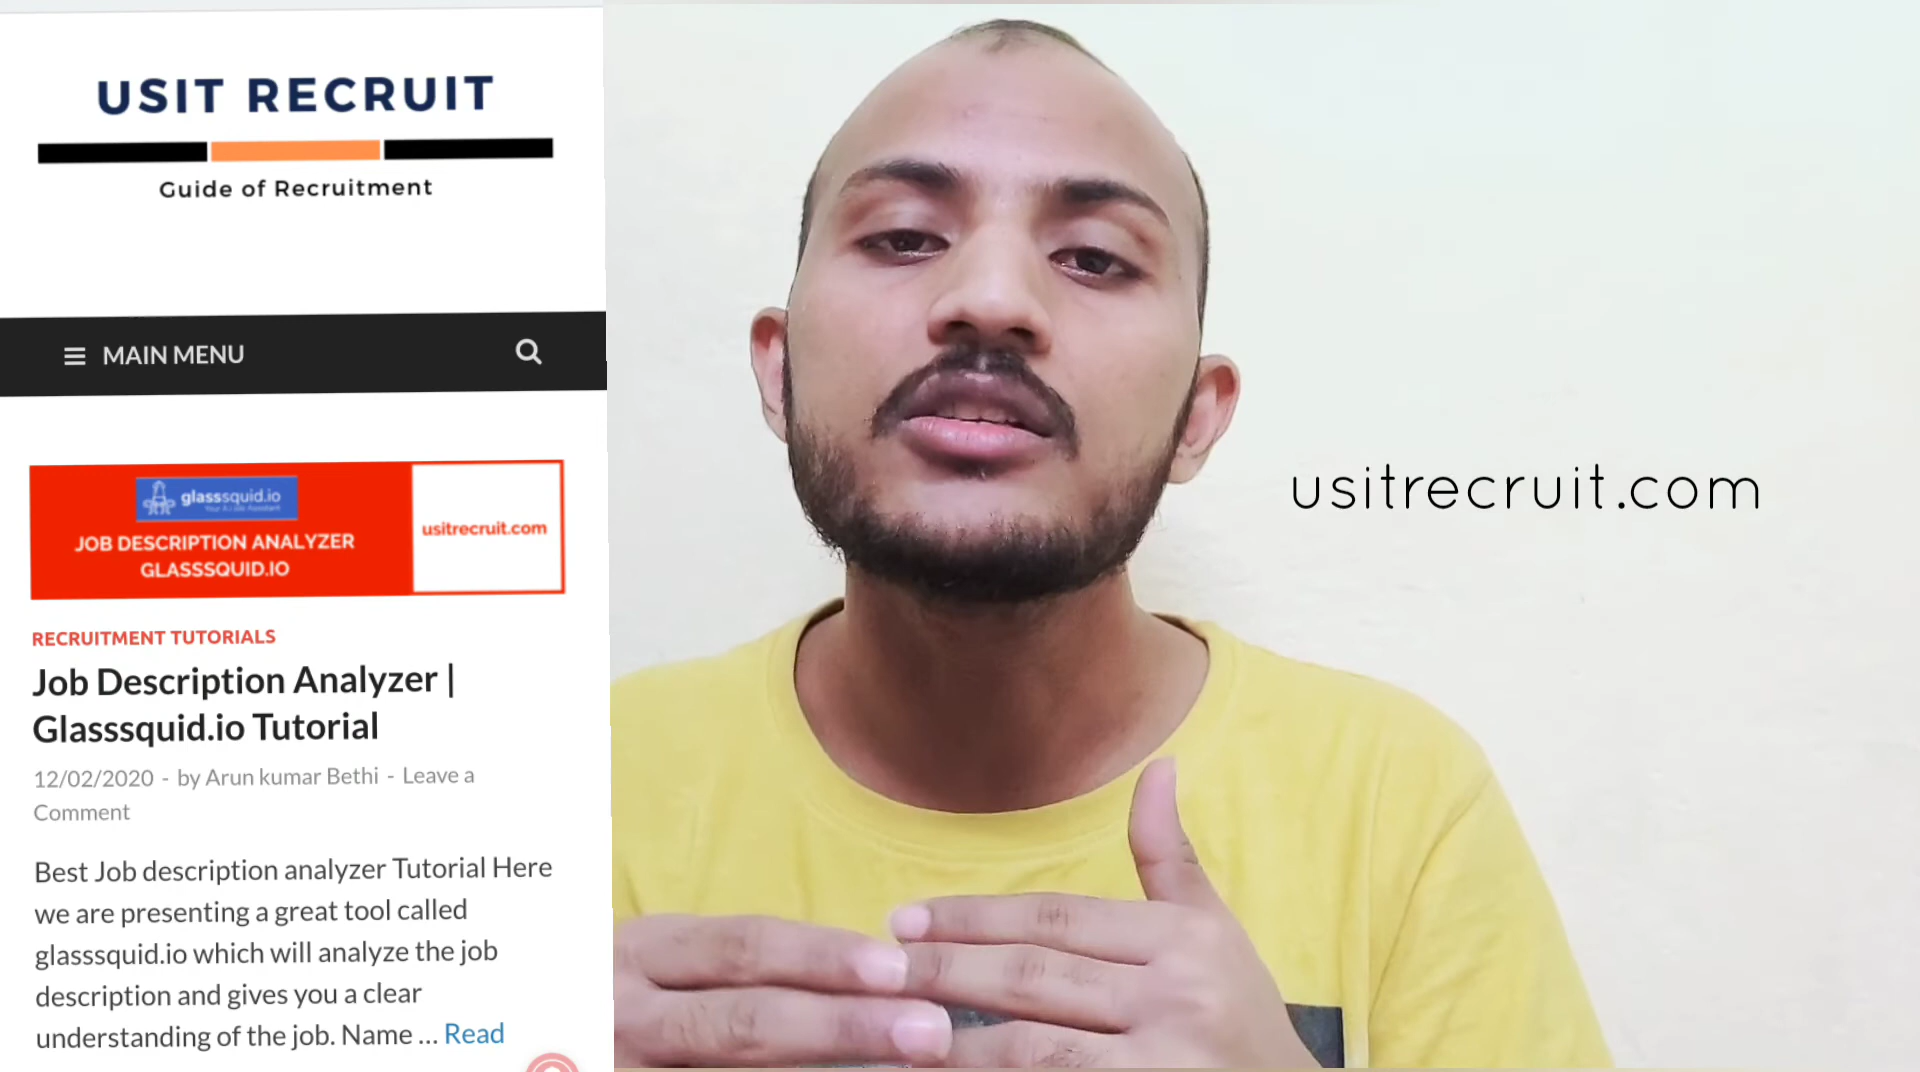 USIT RECRUIT
Guide of Recruitment
MAIN MENU
glasssquid.io
JOB DESCRIPTION ANALYZER
GLASSSQUID.IO
usitrecruit.com
RECRUITMENT TUTORIALS
Job Description Analyzer |
Glasssquid.io Tutorial
12/02/2020 - by Arun kumar Bethi - Leave a
Comment
Best Job description analyzer Tutorial Here
we are presenting a great tool called
glasssquid.io which will analyze the job
description and gives you a clear
understanding of the job. Name ... Read
usitrecruit.com